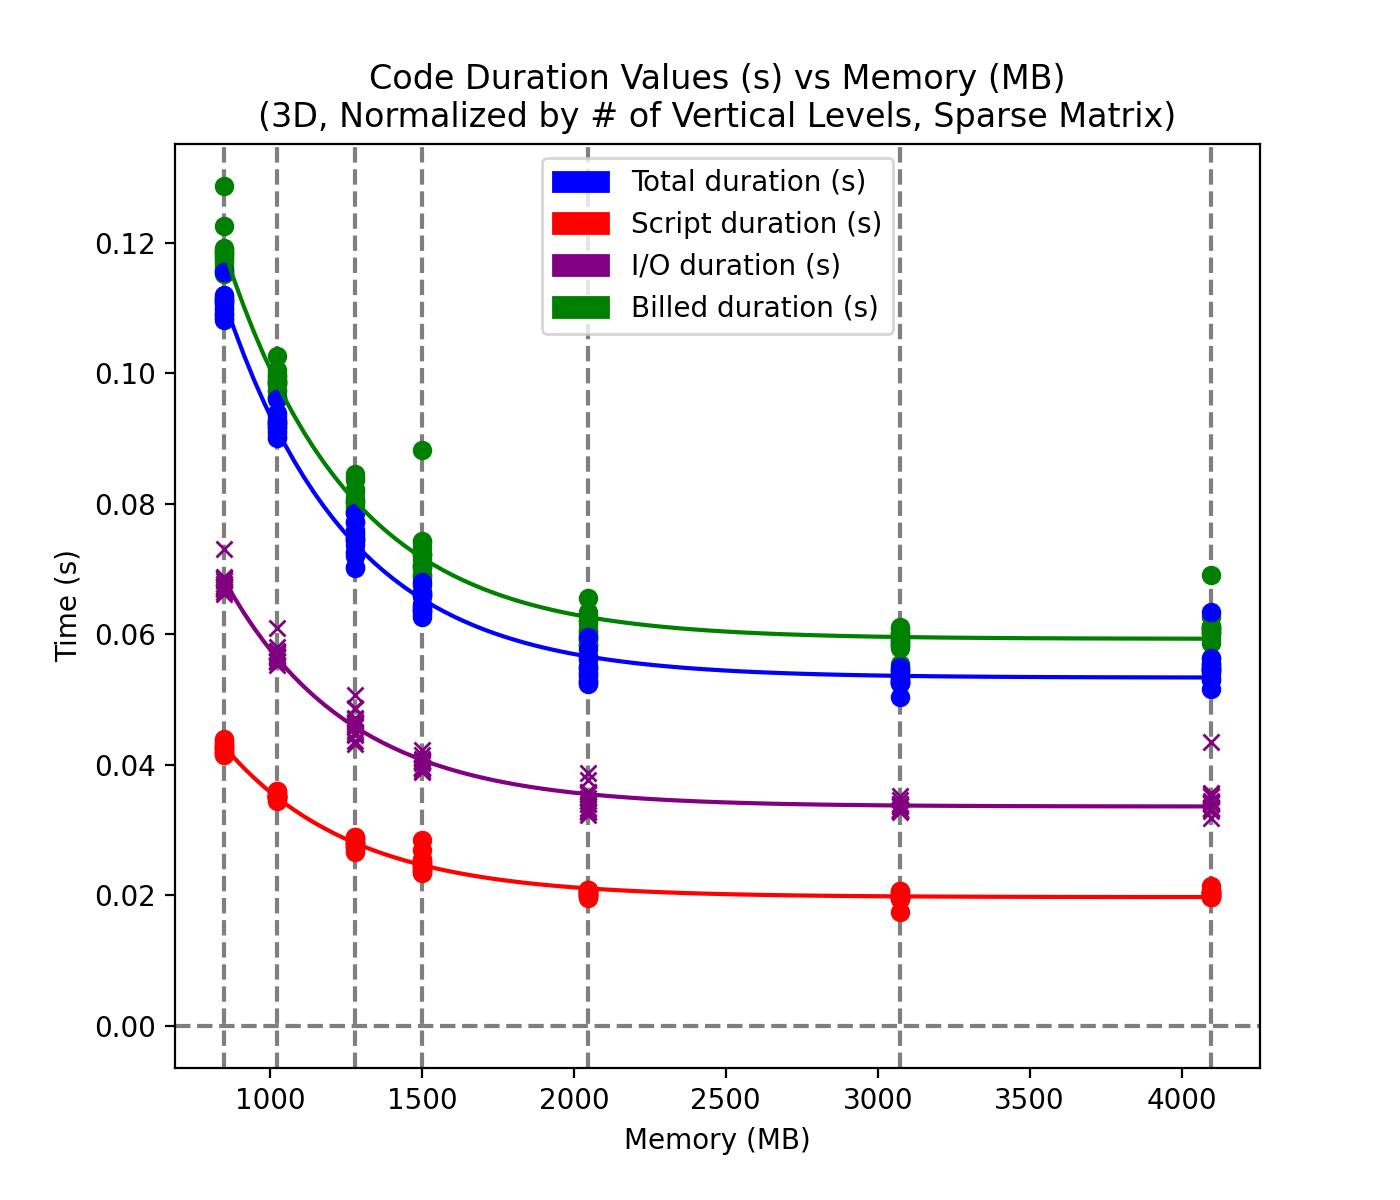 Code Duration Values (s) vs Memory (MB)
(3D, Normalized by # of Vertical Levels, Sparse Matrix)
Total duration (s)
Script duration (s)
I/O duration (s)
Billed duration (s)
0.12
0.10
0.08
0.06
0.04
0.02
0.00
Time (s)
1000 1500 2000 2500 3000 3500 4000
Memory (MB)